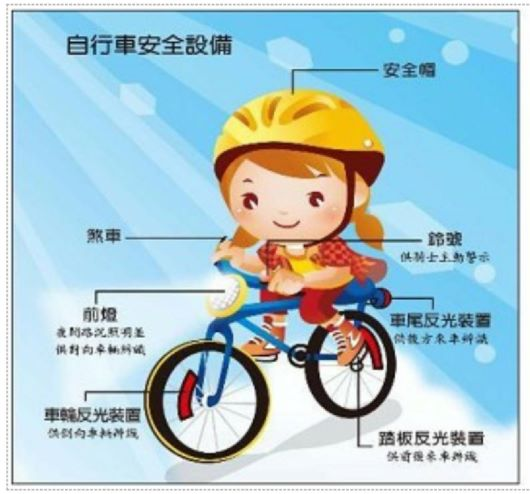 自行車安全設備
安全帽
煞車
鈴號
供騎士主動警示
前燈
夜間路況照明並
供對向車輛辨識
車尾反光裝置
供後方來車辨識
車輪反光裝置
供側向車輛辨識
踏板反光裝置
供前後來車辨識